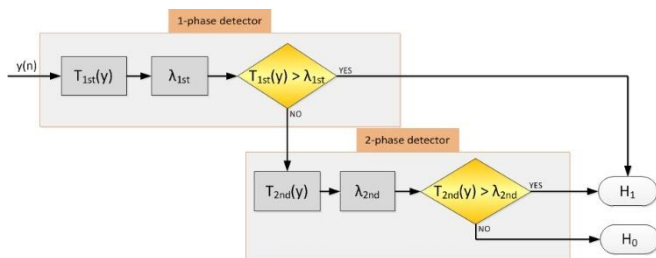 1-phase detector
y(n)
T1st(y)
λ1st
T1st(y) > λ1st
YES
NO
2-phase detector
T2nd(y)
λ2nd
T2nd(y) > λ2nd
YES
H1
NO
H0